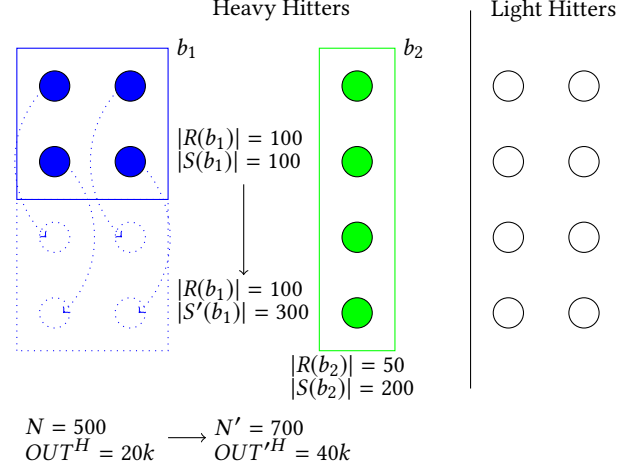 Heavy Hitters
Light Hitters
b₁
b₂
|R(b₁)| = 100
|S(b₁)| = 100
|R(b₁)| = 100
|S′(b₁)| = 300
|R(b₂)| = 50
|S(b₂)| = 200
N = 500
OUTᴴ = 20k
N′ = 700
OUT′ᴴ = 40k